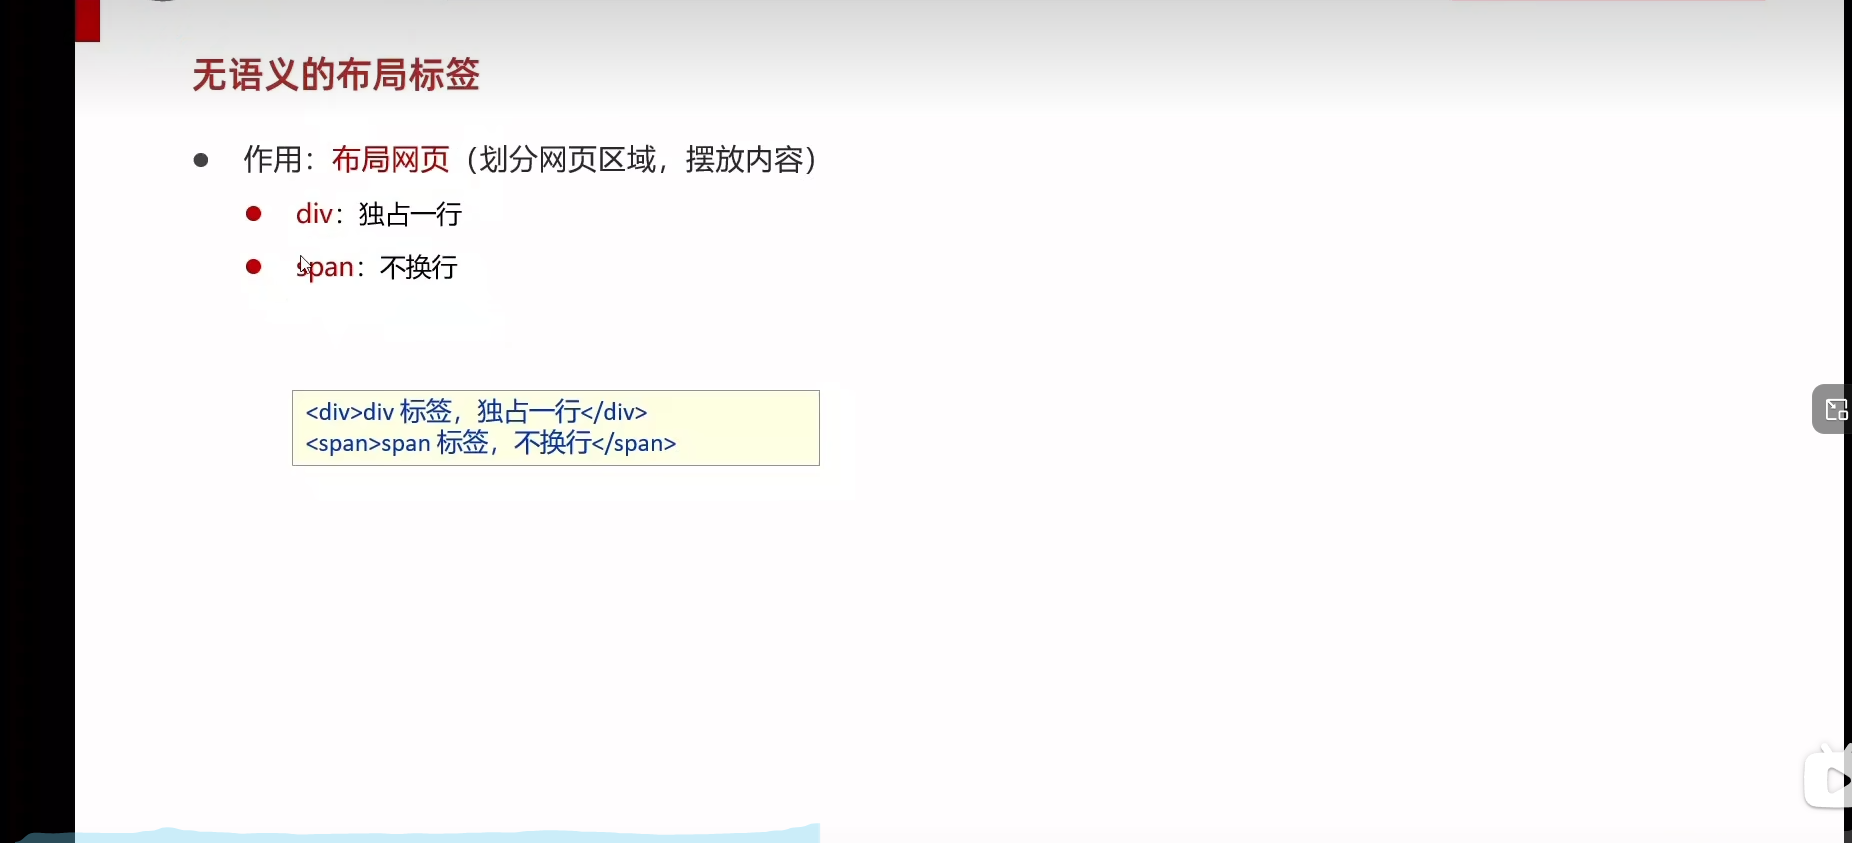 无语义的布局标签
作用：布局网页（划分网页区域，摆放内容）
div：独占一行
span：不换行
<div>div 标签，独占一行</div>
<span>span 标签，不换行</span>